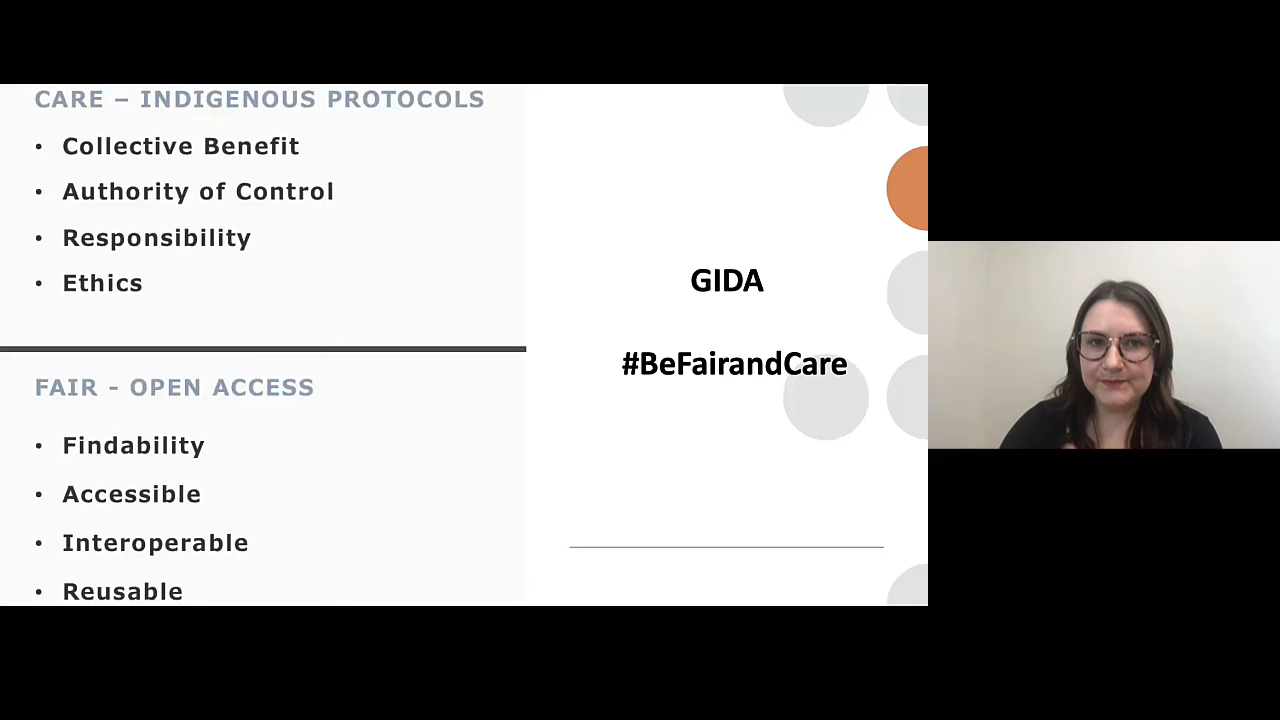 CARE – INDIGENOUS PROTOCOLS
• Collective Benefit
• Authority of Control
• Responsibility
• Ethics
FAIR - OPEN ACCESS
• Findability
• Accessible
• Interoperable
• Reusable
GIDA
#BeFairandCare